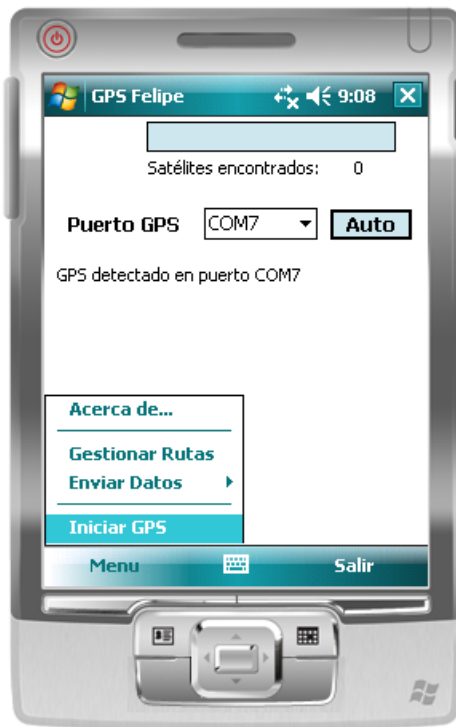 GPS Felipe 9:08
Satélites encontrados: 0
Puerto GPS COM7 Auto
GPS detectado en puerto COM7
Acerca de...
Gestionar Rutas
Enviar Datos
Iniciar GPS
Menu Salir